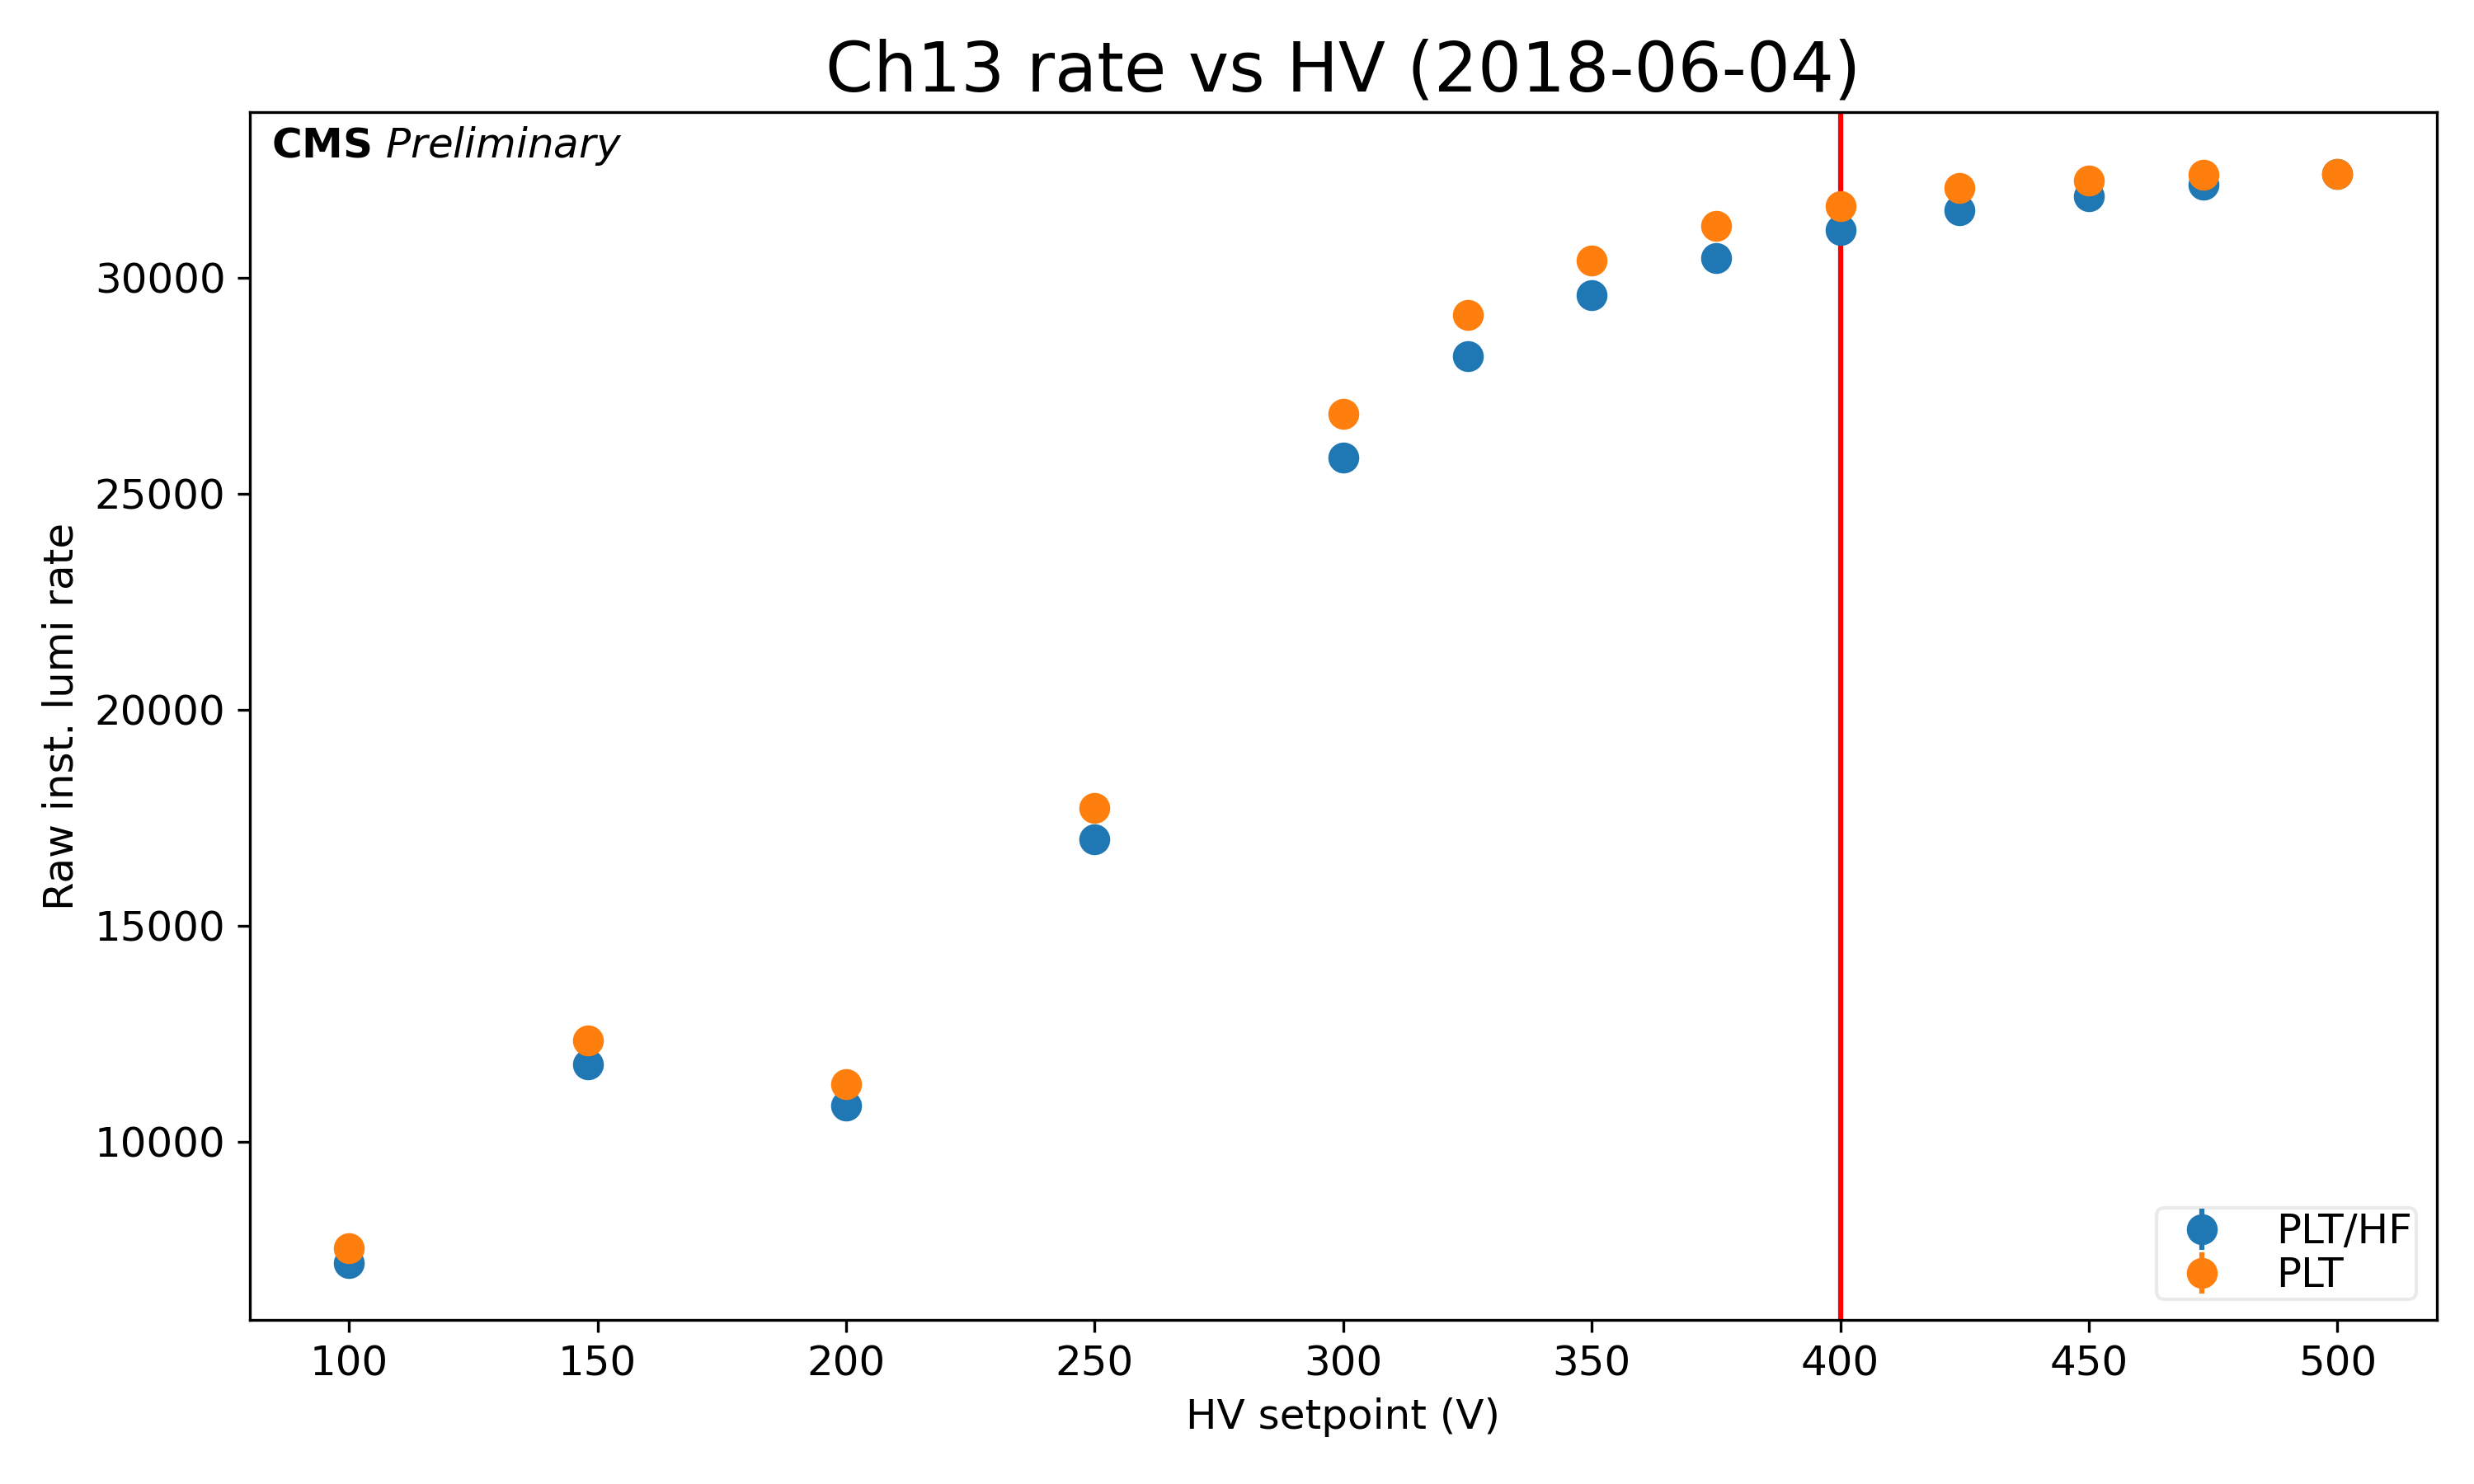 Ch13 rate vs HV (2018-06-04)
CMS Preliminary
Raw inst. lumi rate
30000
25000
20000
15000
10000
PLT/HF
PLT
100 150 200 250 300 350 400 450 500
HV setpoint (V)